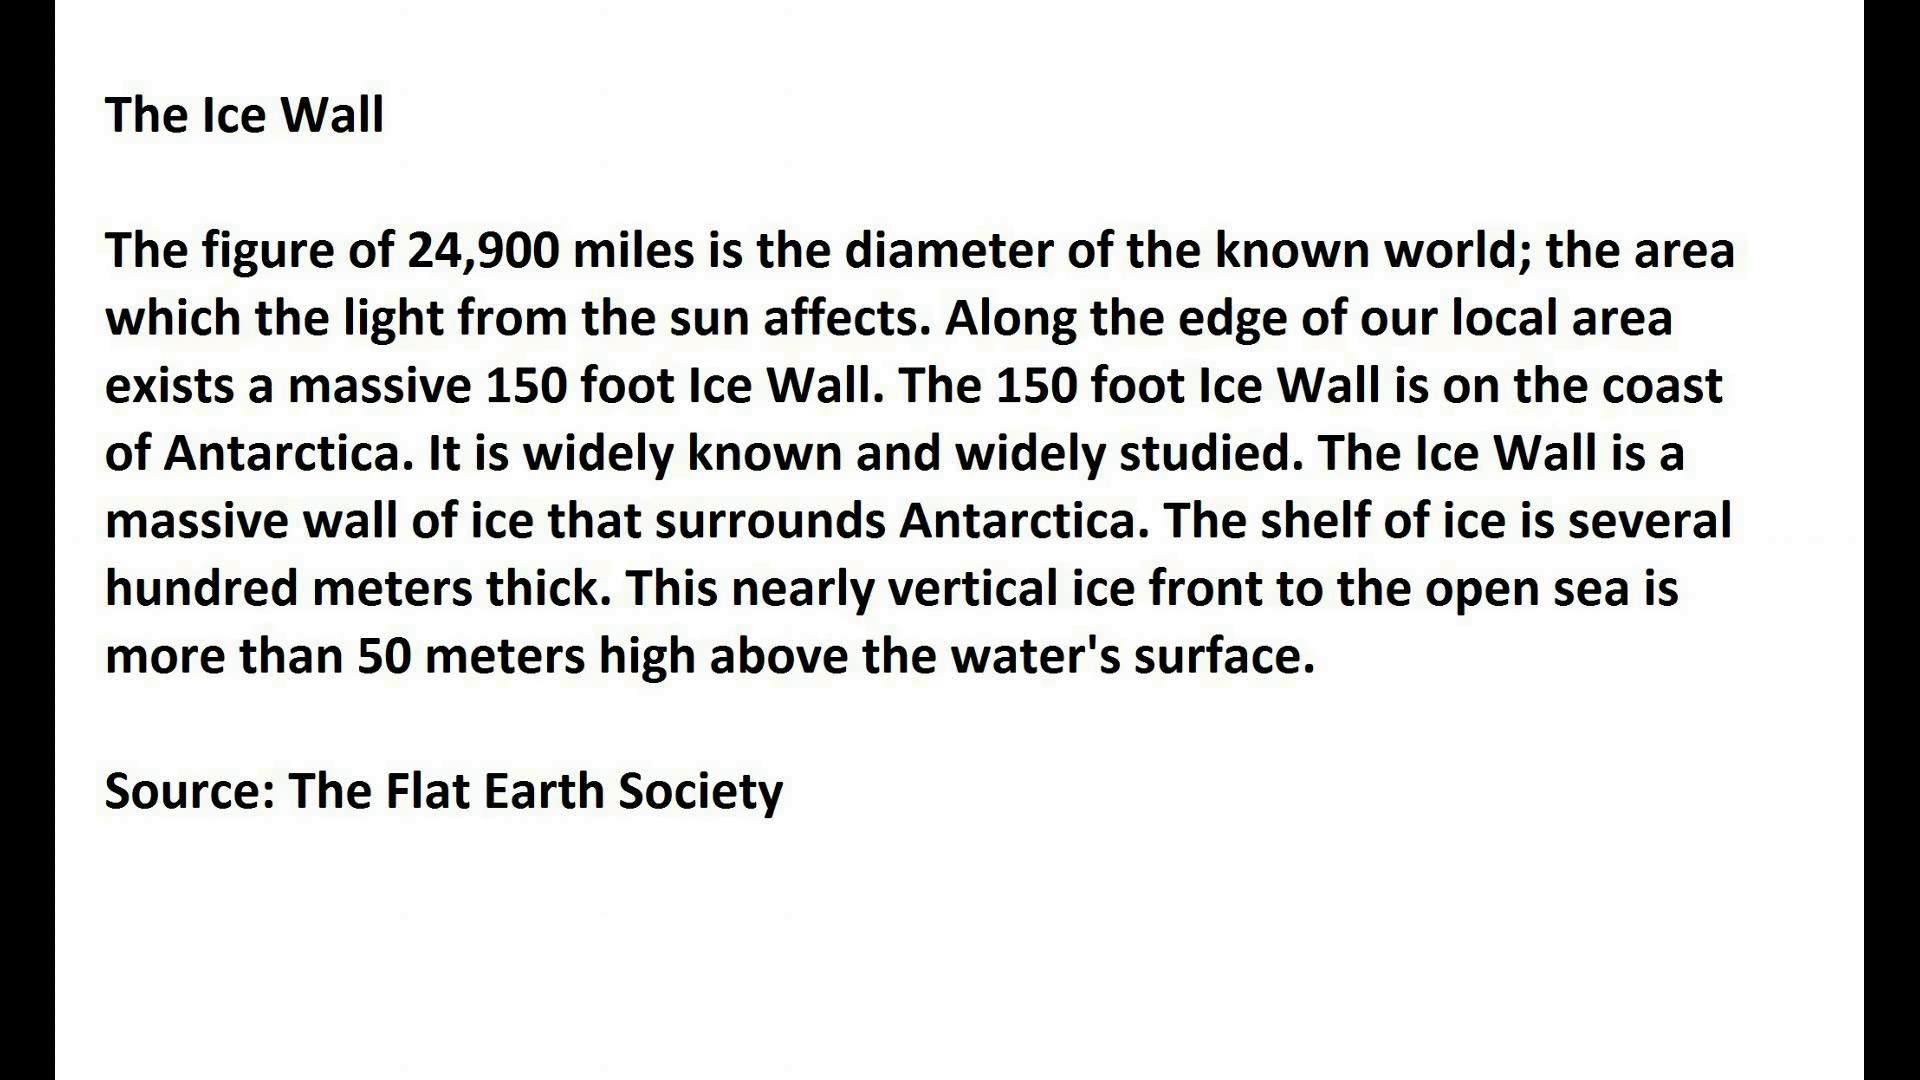 The Ice Wall
The figure of 24,900 miles is the diameter of the known world; the area
which the light from the sun affects. Along the edge of our local area
exists a massive 150 foot Ice Wall. The 150 foot Ice Wall is on the coast
of Antarctica. It is widely known and widely studied. The Ice Wall is a
massive wall of ice that surrounds Antarctica. The shelf of ice is several
hundred meters thick. This nearly vertical ice front to the open sea is
more than 50 meters high above the water's surface.
Source: The Flat Earth Society